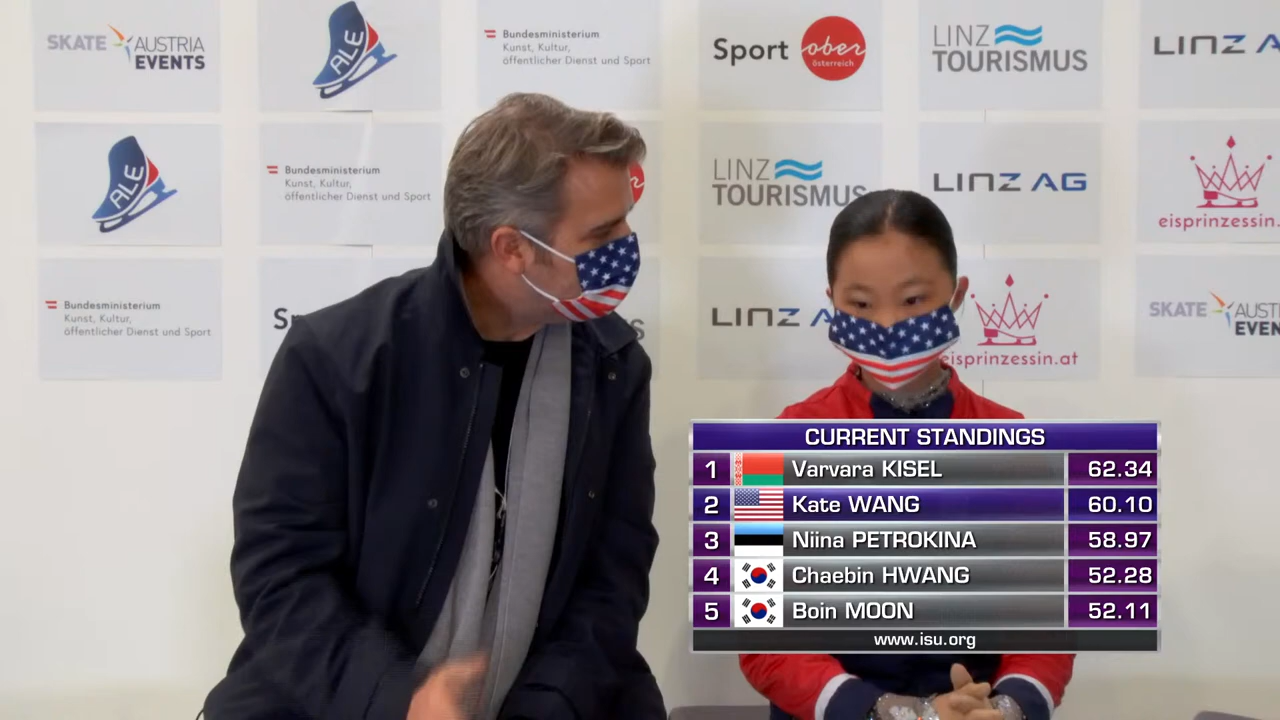 SKATE AUSTRIA
EVENTS
ALE
Bundesministerium
Kunst, Kultur,
öffentlicher Dienst und Sport
Sport ober
österreich
LINZ
TOURISMUS
LINZ A
ALE
Bundesministerium
Kunst, Kultur,
öffentlicher Dienst und Sport
LINZ
TOURISMUS
LINZ AG
eisprinzessin.
Bundesministerium
Kunst, Kultur,
öffentlicher Dienst und Sport
LINZ A
eisprinzessin.at
SKATE AUST
EVEN
CURRENT STANDINGS
1 Varvara KISEL 62.34
2 Kate WANG 60.10
3 Niina PETROKINA 58.97
4 Chaebin HWANG 52.28
5 Boin MOON 52.11
www.isu.org